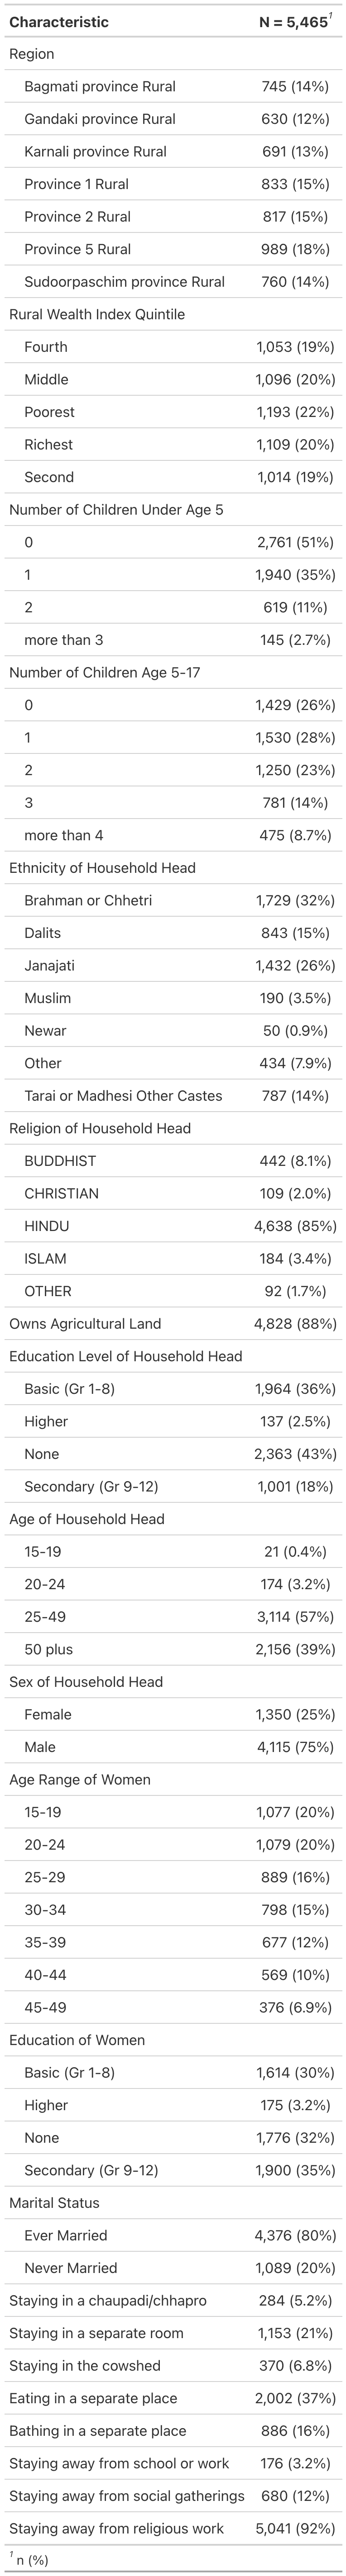 Characteristic N = 5,465¹
Region
Bagmati province Rural 745 (14%)
Gandaki province Rural 630 (12%)
Karnali province Rural 691 (13%)
Province 1 Rural 833 (15%)
Province 2 Rural 817 (15%)
Province 5 Rural 989 (18%)
Sudoorpaschim province Rural 760 (14%)
Rural Wealth Index Quintile
Fourth 1,053 (19%)
Middle 1,096 (20%)
Poorest 1,193 (22%)
Richest 1,109 (20%)
Second 1,014 (19%)
Number of Children Under Age 5
0 2,761 (51%)
1 1,940 (35%)
2 619 (11%)
more than 3 145 (2.7%)
Number of Children Age 5-17
0 1,429 (26%)
1 1,530 (28%)
2 1,250 (23%)
3 781 (14%)
more than 4 475 (8.7%)
Ethnicity of Household Head
Brahman or Chhetri 1,729 (32%)
Dalits 843 (15%)
Janajati 1,432 (26%)
Muslim 190 (3.5%)
Newar 50 (0.9%)
Other 434 (7.9%)
Tarai or Madhesi Other Castes 787 (14%)
Religion of Household Head
BUDDHIST 442 (8.1%)
CHRISTIAN 109 (2.0%)
HINDU 4,638 (85%)
ISLAM 184 (3.4%)
OTHER 92 (1.7%)
Owns Agricultural Land 4,828 (88%)
Education Level of Household Head
Basic (Gr 1-8) 1,964 (36%)
Higher 137 (2.5%)
None 2,363 (43%)
Secondary (Gr 9-12) 1,001 (18%)
Age of Household Head
15-19 21 (0.4%)
20-24 174 (3.2%)
25-49 3,114 (57%)
50 plus 2,156 (39%)
Sex of Household Head
Female 1,350 (25%)
Male 4,115 (75%)
Age Range of Women
15-19 1,077 (20%)
20-24 1,079 (20%)
25-29 889 (16%)
30-34 798 (15%)
35-39 677 (12%)
40-44 569 (10%)
45-49 376 (6.9%)
Education of Women
Basic (Gr 1-8) 1,614 (30%)
Higher 175 (3.2%)
None 1,776 (32%)
Secondary (Gr 9-12) 1,900 (35%)
Marital Status
Ever Married 4,376 (80%)
Never Married 1,089 (20%)
Staying in a chaupadi/chhapro 284 (5.2%)
Staying in a separate room 1,153 (21%)
Staying in the cowshed 370 (6.8%)
Eating in a separate place 2,002 (37%)
Bathing in a separate place 886 (16%)
Staying away from school or work 176 (3.2%)
Staying away from social gatherings 680 (12%)
Staying away from religious work 5,041 (92%)
¹ n (%)